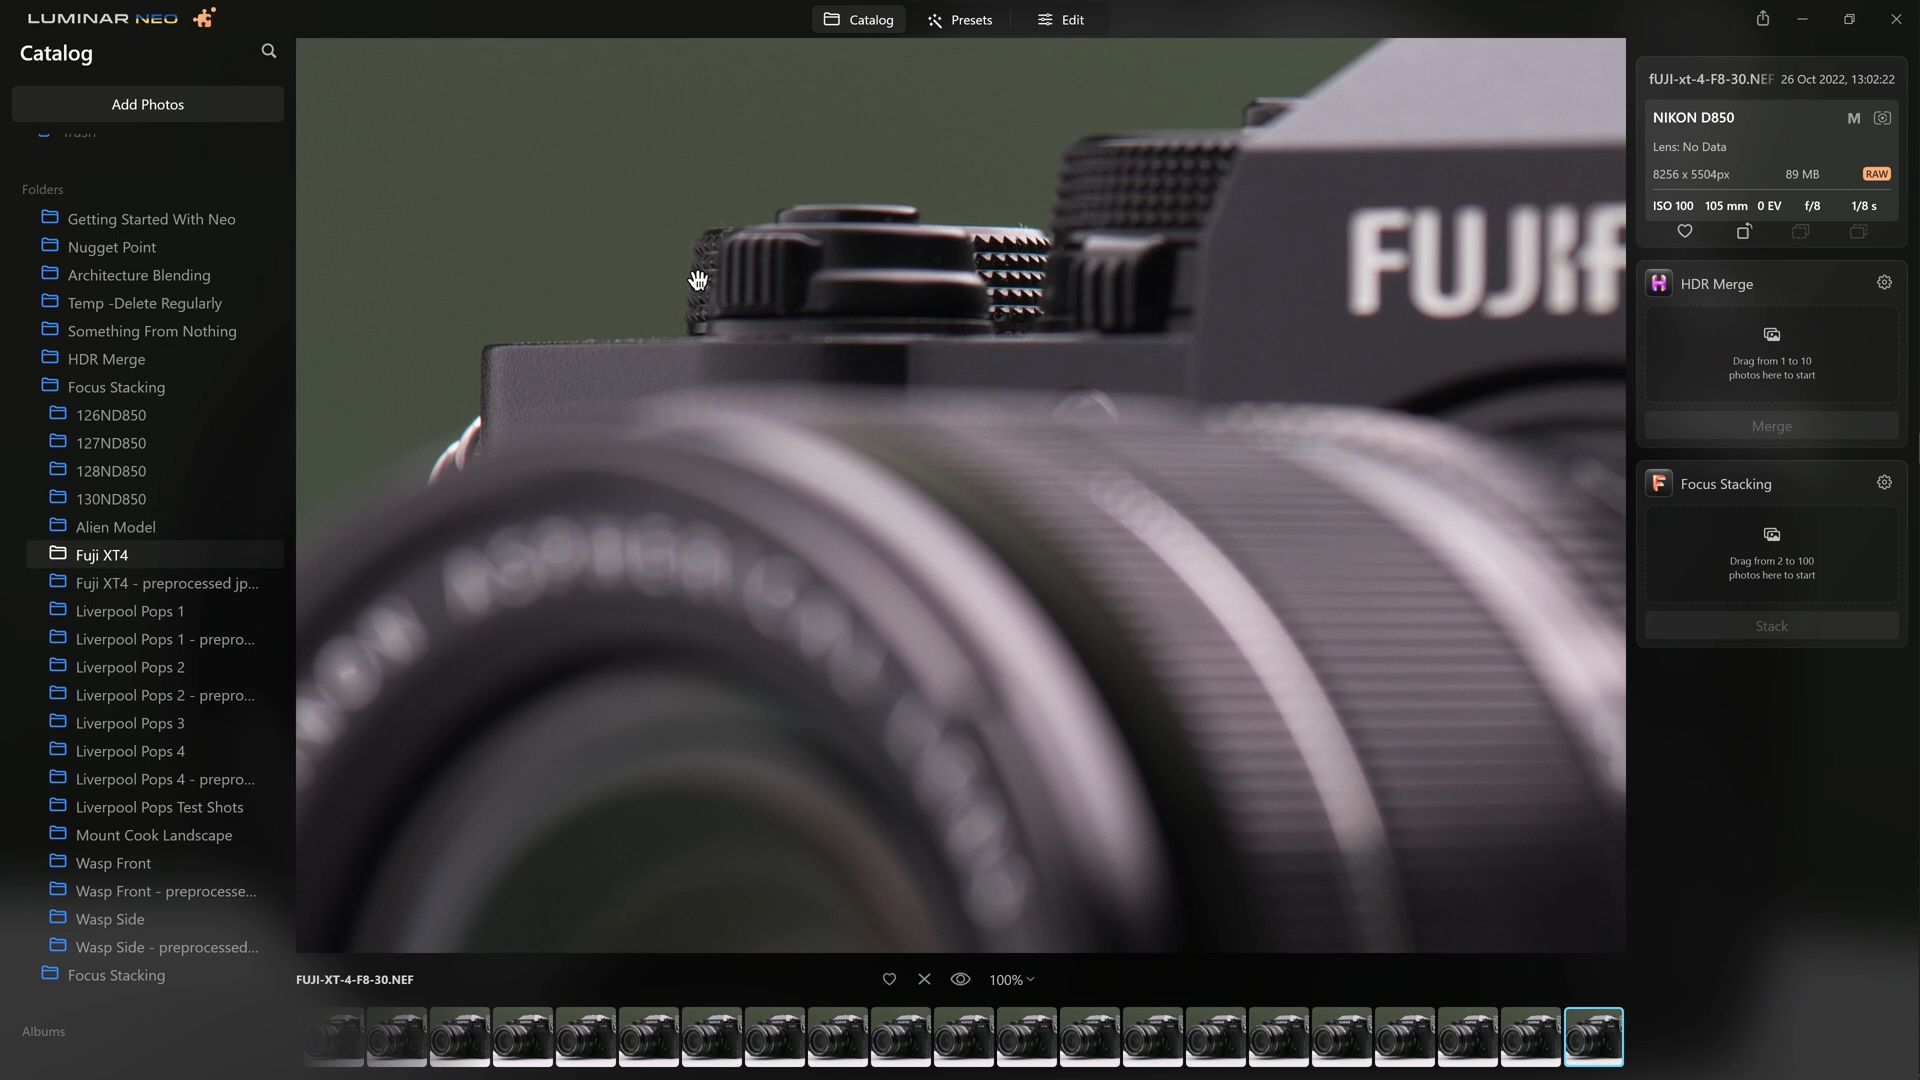 LUMINAR NEO
Catalog
Presets
Edit
Catalog
Add Photos
Trash
Folders
Getting Started With Neo
Nugget Point
Architecture Blending
Temp -Delete Regularly
Something From Nothing
HDR Merge
Focus Stacking
126ND850
127ND850
128ND850
130ND850
Alien Model
Fuji XT4
Fuji XT4 - preprocessed jp...
Liverpool Pops 1
Liverpool Pops 1 - prepro...
Liverpool Pops 2
Liverpool Pops 2 - prepro...
Liverpool Pops 3
Liverpool Pops 4
Liverpool Pops 4 - prepro...
Liverpool Pops Test Shots
Mount Cook Landscape
Wasp Front
Wasp Front - preprocesse...
Wasp Side
Wasp Side - preprocessed...
Focus Stacking
Albums
FUJIF
FUJI-XT-4-F8-30.NEF
100%
fUJI-xt-4-F8-30.NEF 26 Oct 2022, 13:02:22
NIKON D850 M
Lens: No Data
8256 x 5504px 89 MB RAW
ISO 100 105 mm 0 EV f/8 1/8 s
H HDR Merge
Drag from 1 to 10
photos here to start
Merge
F Focus Stacking
Drag from 2 to 100
photos here to start
Stack